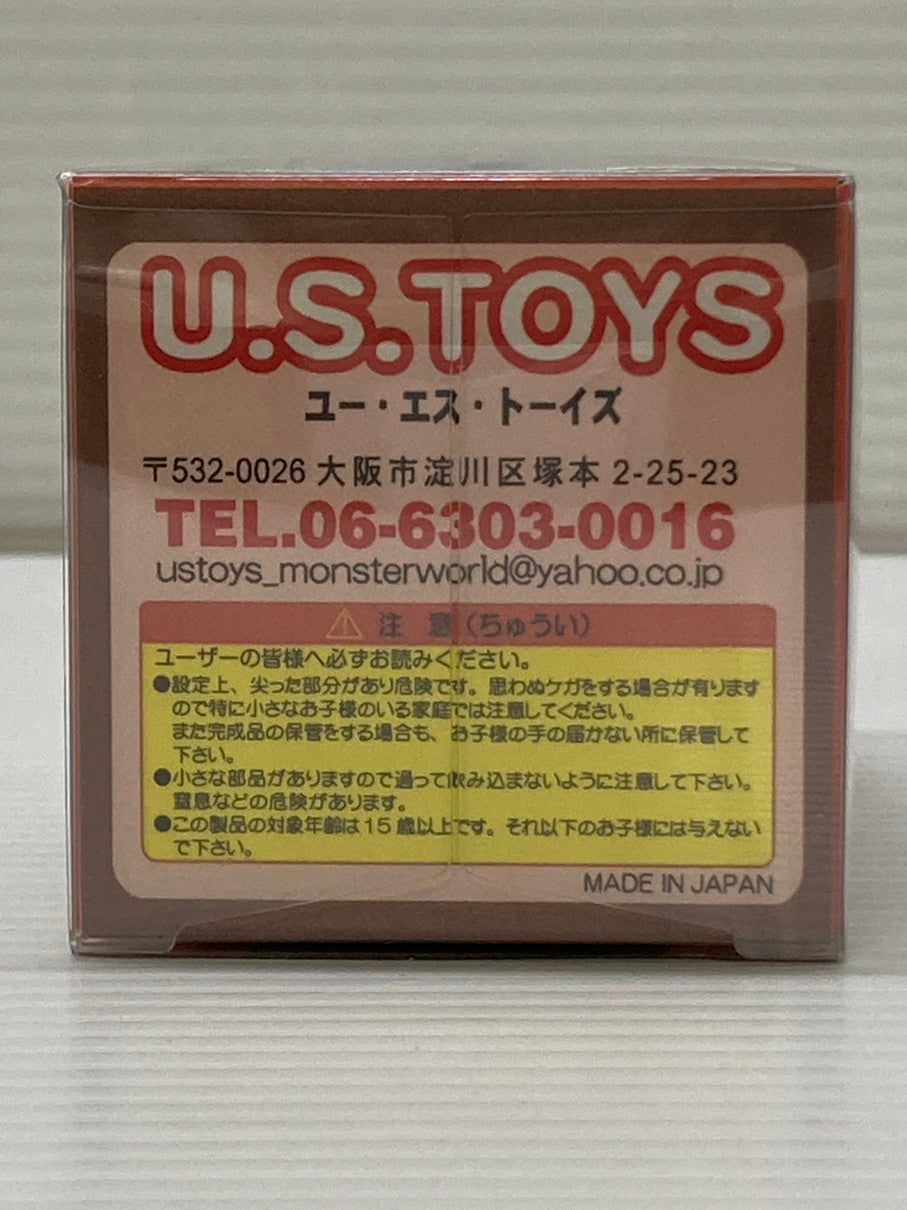 U.S.TOYS
ユー・エス・トーイズ
〒532-0026 大阪市淀川区塚本 2-25-23
TEL.06-6303-0016
ustoys_monsterworld@yahoo.co.jp
注 意(ちゅうい)
ユーザーの皆様へ必ずお読みください。
●設定上、尖った部分があり危険です。思わぬケガをする場合が有ります
ので特に小さなお子様のいる家庭では注意してください。
また完成品の保管をする場合も、お子様の手の届かない所に保管して
下さい。
●小さな部品がありますので過って飲み込まないように注意して下さい。
窒息などの危険があります。
●この製品の対象年齢は15歳以上です。それ以下のお子様には与えない
で下さい。
MADE IN JAPAN